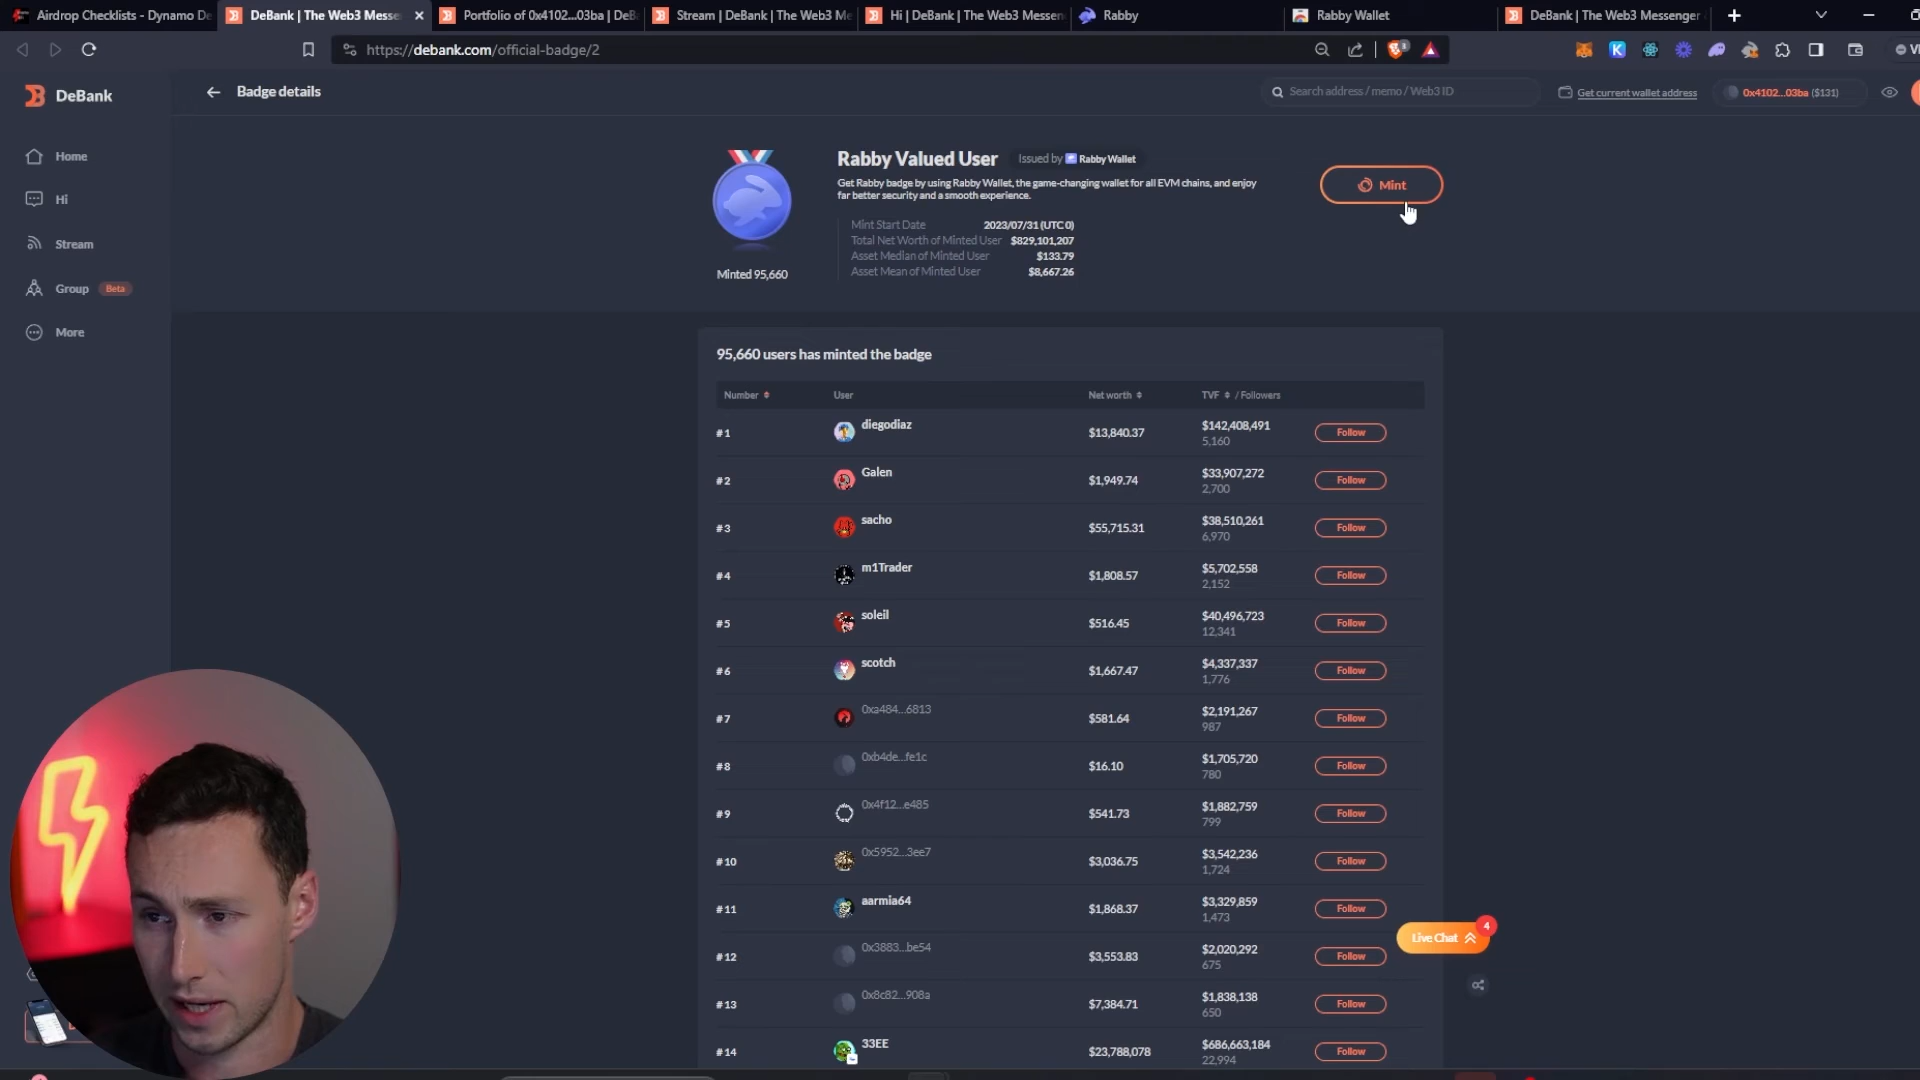 Airdrop Checklists - Dynamo De
DeBank | The Web3 Messe
Portfolio of 0x4102...03ba | DeB
Stream | DeBank | The Web3 Me
Hi | DeBank | The Web3 Messen
Rabby
Rabby Wallet
DeBank | The Web3 Messenger
https://debank.com/official-badge/2
DeBank
Badge details
Search address / memo / Web3 ID
Get current wallet address
0x4102...03ba ($131)
Home
Hi
Stream
Group Beta
More
Rabby Valued User
Issued by Rabby Wallet
Get Rabby badge by using Rabby Wallet, the game-changing wallet for all EVM chains, and enjoy
far better security and a smooth experience.
Mint
Mint Start Date 2023/07/31 (UTC 0)
Total Net Worth of Minted User $829,101,207
Asset Median of Minted User $133.79
Asset Mean of Minted User $8,667.26
Minted 95,660
95,660 users has minted the badge
Number User Net worth TVF / Followers
#1 diegodiaz $13,840.37 $142,408,491 Follow
5,160
#2 Galen $1,949.74 $33,907,272 Follow
2,700
#3 sacho $55,715.31 $38,510,261 Follow
6,970
#4 m1Trader $1,808.57 $5,702,558 Follow
2,152
#5 soleil $516.45 $40,496,723 Follow
12,341
#6 scotch $1,667.47 $4,337,337 Follow
1,776
#7 0xa484...6813 $581.64 $2,191,267 Follow
987
#8 0xb4de...fe1c $16.10 $1,705,720 Follow
780
#9 0x4f12...e485 $541.73 $1,882,759 Follow
799
#10 0x5952...3ee7 $3,036.75 $3,542,236 Follow
1,724
#11 aarmia64 $1,868.37 $3,329,859 Follow
1,473
#12 0x3883...be54 $3,553.83 $2,020,292 Follow
675
#13 0x8c82...908a $7,384.71 $1,838,138 Follow
650
#14 33EE $23,788,078 $686,663,184 Follow
22,994
Live Chat
4